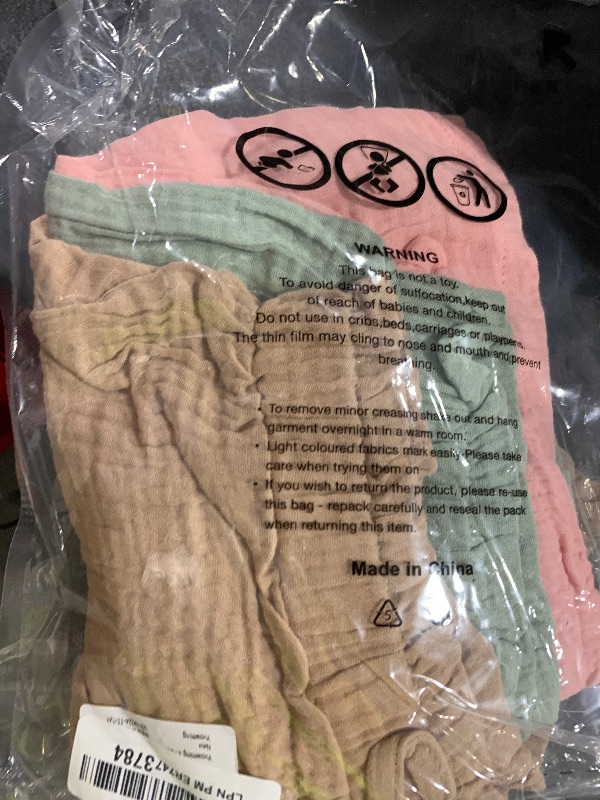 WARNING
This bag is not a toy.
To avoid danger of suffocation,keep out
of reach of babies and children.
Do not use in cribs,beds,carriages or playpens.
The thin film may cling to nose and mouth and prevent
breathing.
• To remove minor creasing shake out and hang
garment overnight in a warm room.
• Light coloured fabrics mark easily.Please take
care when trying them on
• If you wish to return the product, please re-use
this bag - repack carefully and reseal the pack
when returning this item.
Made in China
5
New
LPN PM ER7473784